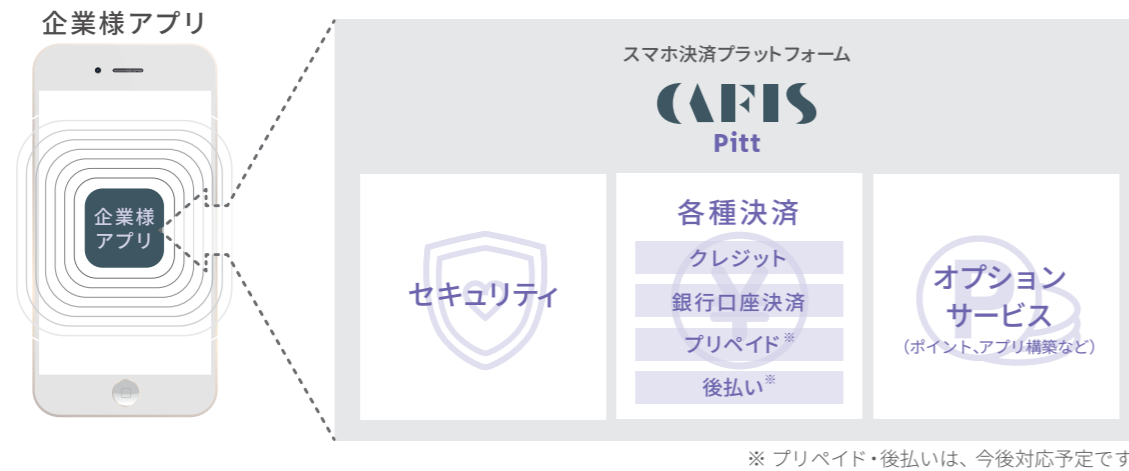 企業様アプリ
企業様
アプリ
スマホ決済プラットフォーム
CAFIS
Pitt
セキュリティ
各種決済
クレジット
銀行口座決済
プリペイド※
後払い※
オプション
サービス
(ポイント、アプリ構築など)
※ プリペイド・後払いは、今後対応予定です